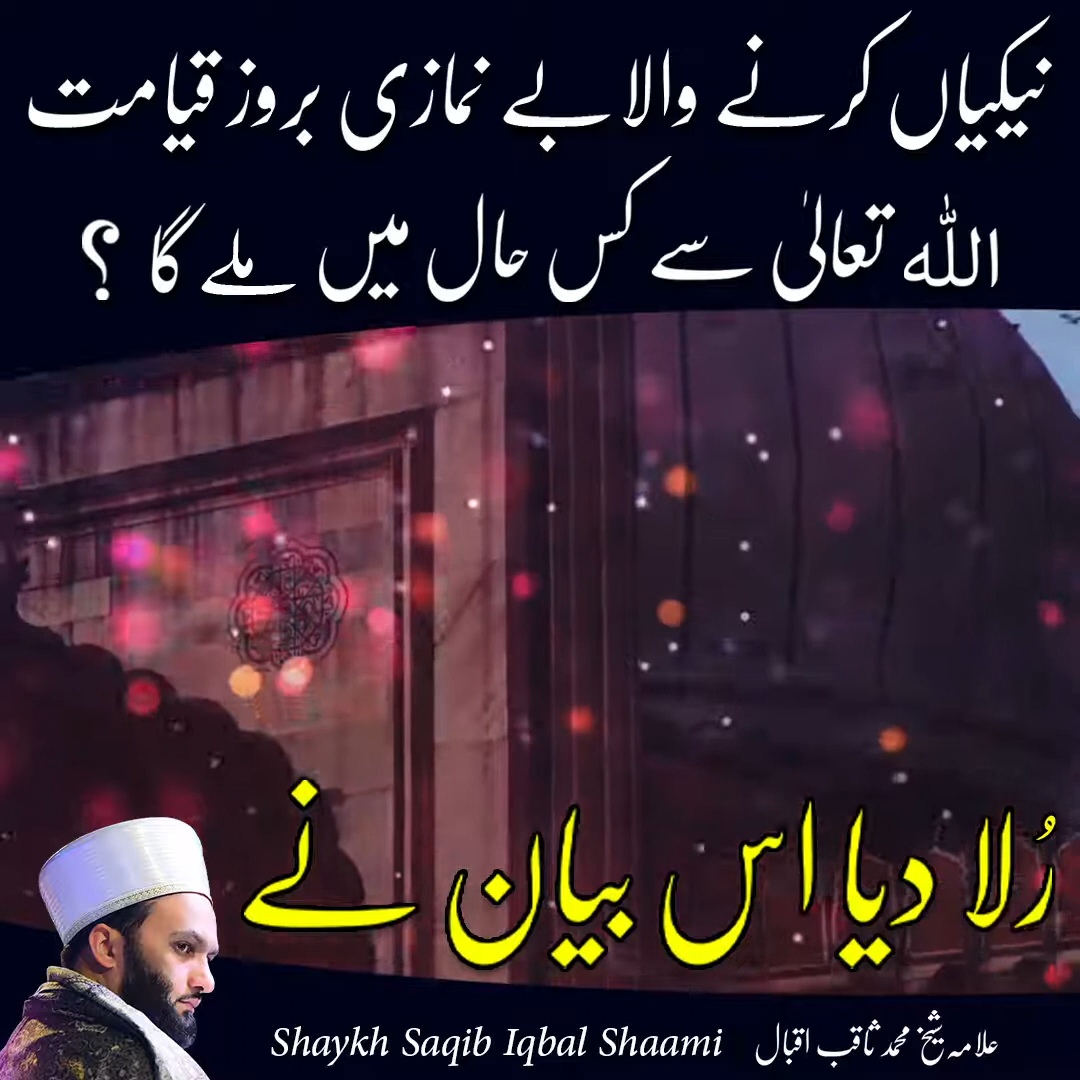 نیکیاں کرنے والا بے نمازی بروز قیامت
اللہ تعالیٰ سے کس حال میں ملے گا ؟
رُلا دیا اس بیان نے
Shaykh Saqib Iqbal Shaami علامہ شیخ محمد ثاقب اقبال